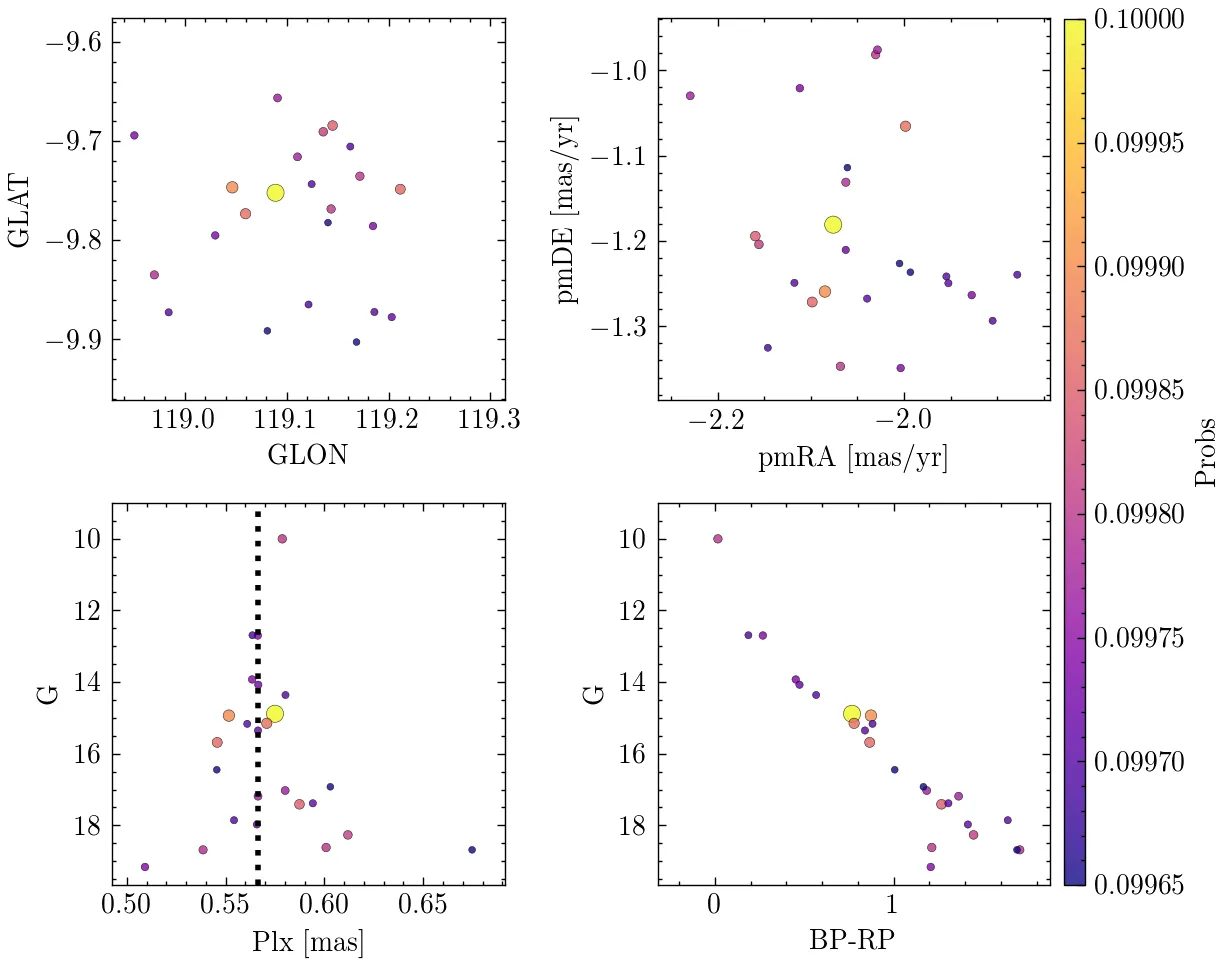 −9.6
−9.7
−9.8
−9.9
GLAT
119.0 119.1 119.2 119.3
GLON
−1.0
−1.1
−1.2
−1.3
pmDE [mas/yr]
−2.2 −2.0
pmRA [mas/yr]
10
12
14
16
18
G
0.50 0.55 0.60 0.65
Plx [mas]
10
12
14
16
18
G
0 1
BP-RP
0.10000
0.09995
0.09990
0.09985
0.09980
0.09975
0.09970
0.09965
Probs